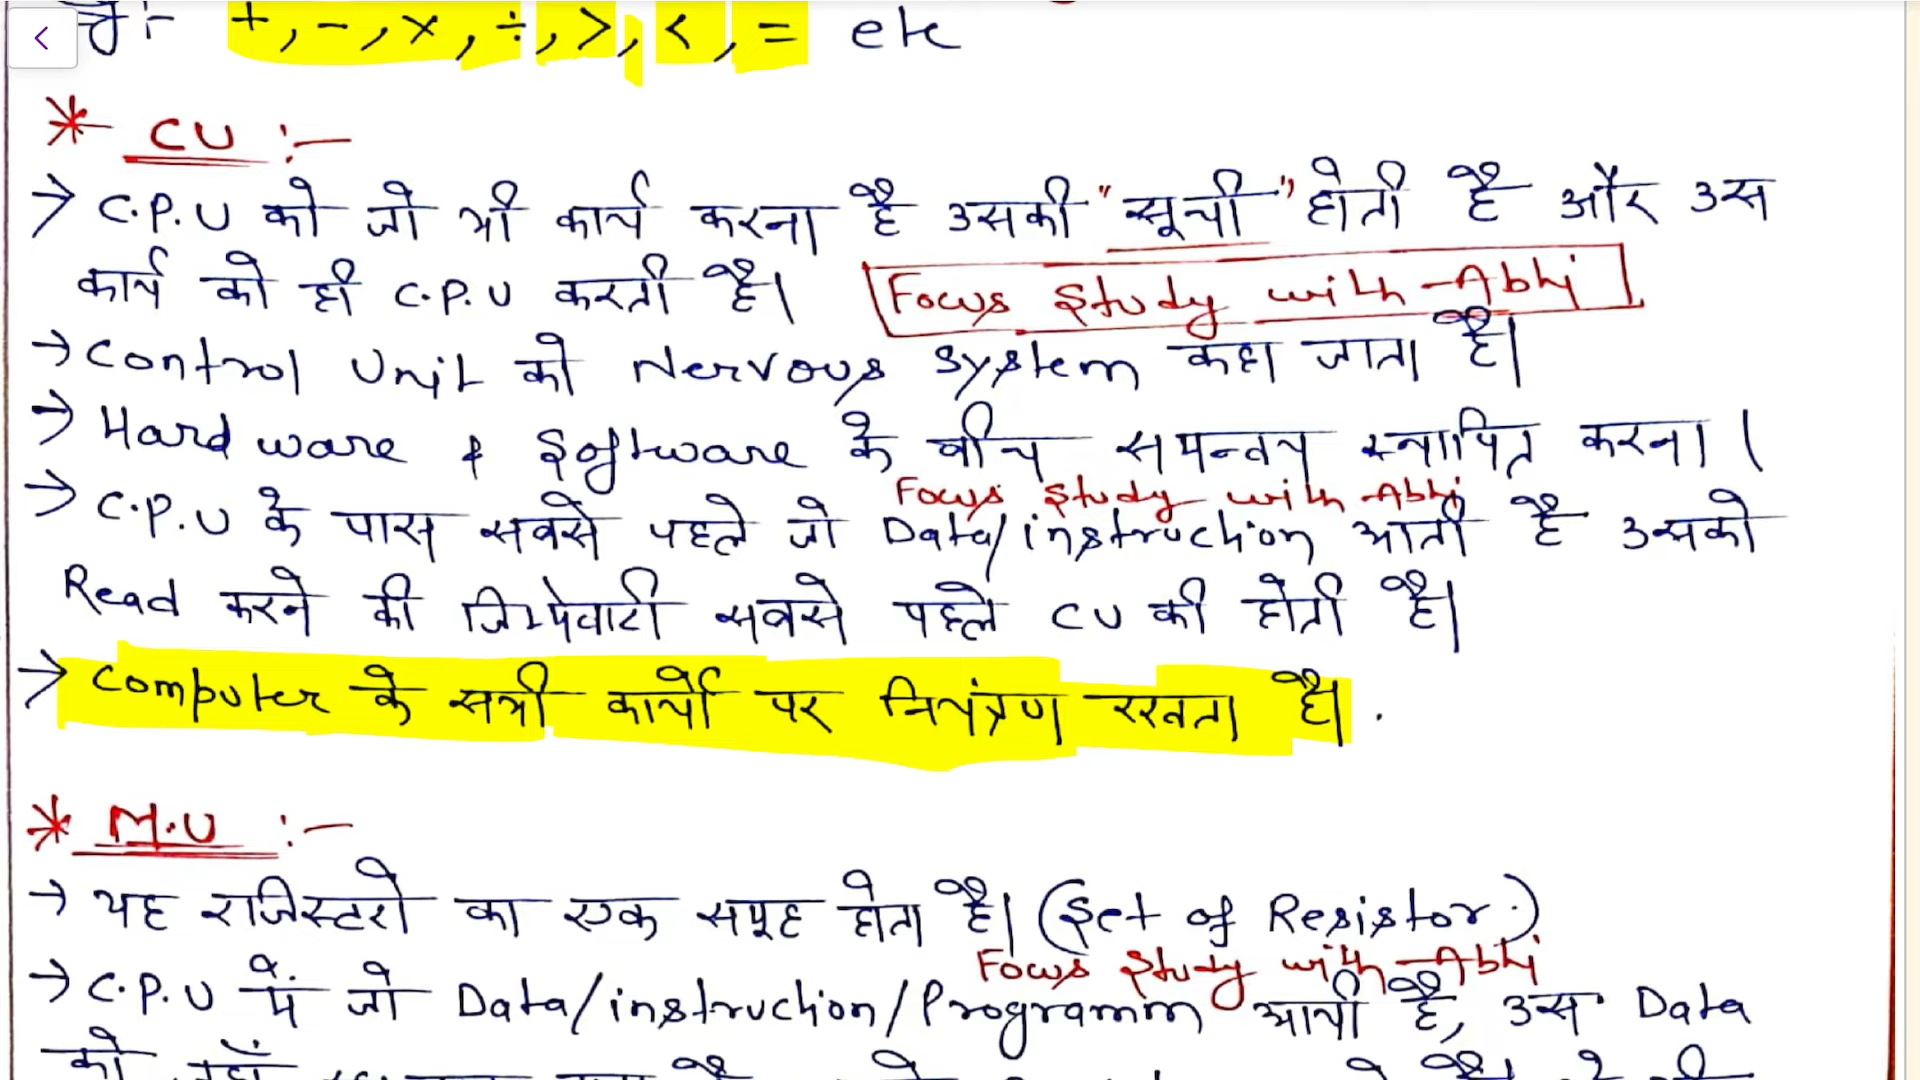 +, -, ×, ÷, >, <, = etc
* CU :-
→ C.P.U को जो भी कार्य करना है उसकी "सूची" होती है और उस
कार्य को ही C.P.U करती है।
Focus Study with Abhi
→ Control Unit को Nervous System कहा जाता है।
→ Hardware & Software के बीच समन्वय स्थापित करना।
Focus Study with Abhi
→ C.P.U के पास सबसे पहले जो Data/instruction आती है उसको
Read करने की जिम्मेवारी सबसे पहले CU की होती है।
→ Computer के सभी कार्यो पर नियंत्रण रखता है।
* M.U :-
→ यह राजिस्टरो का एक समूह होता है। (Set of Resistor.)
Focus Study with Abhi
→ C.P.U में जो Data/instruction/Programm आती है, उस Data
को